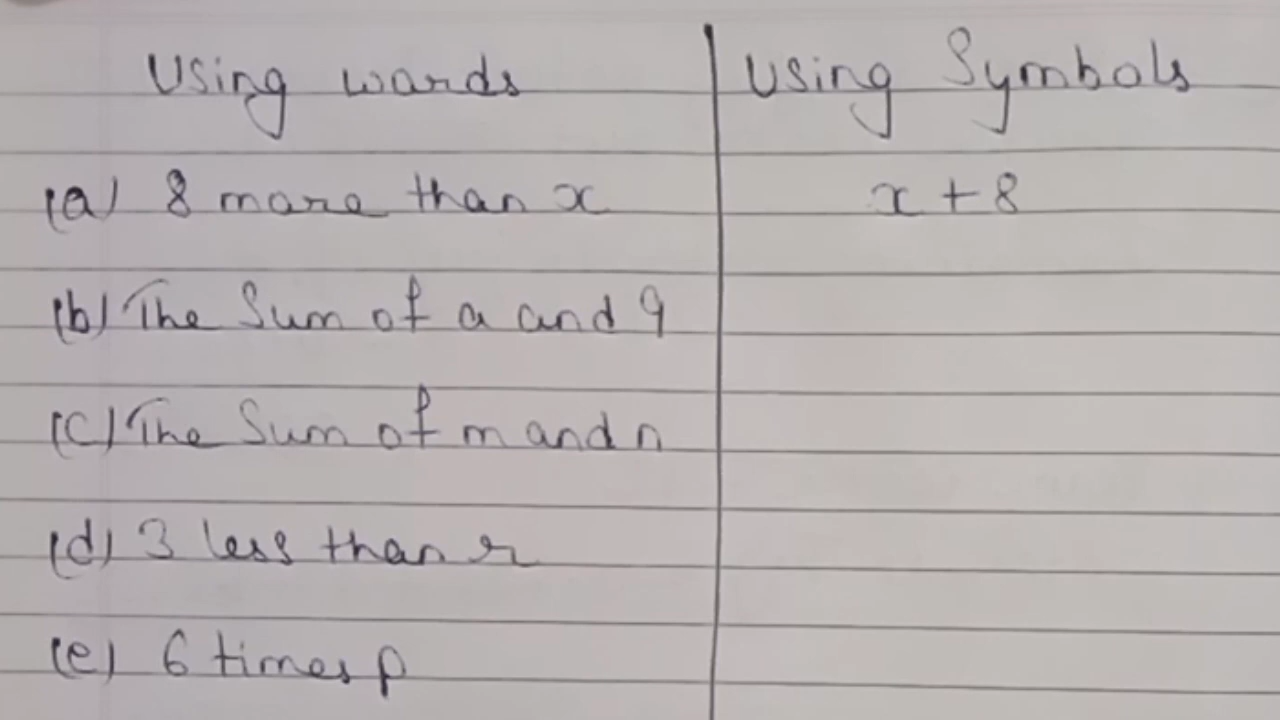 Using words
Using Symbols
(a) 8 more than x
x + 8
(b) The Sum of a and 9
(c) The Sum of m and n
(d) 3 less than r
(e) 6 times p